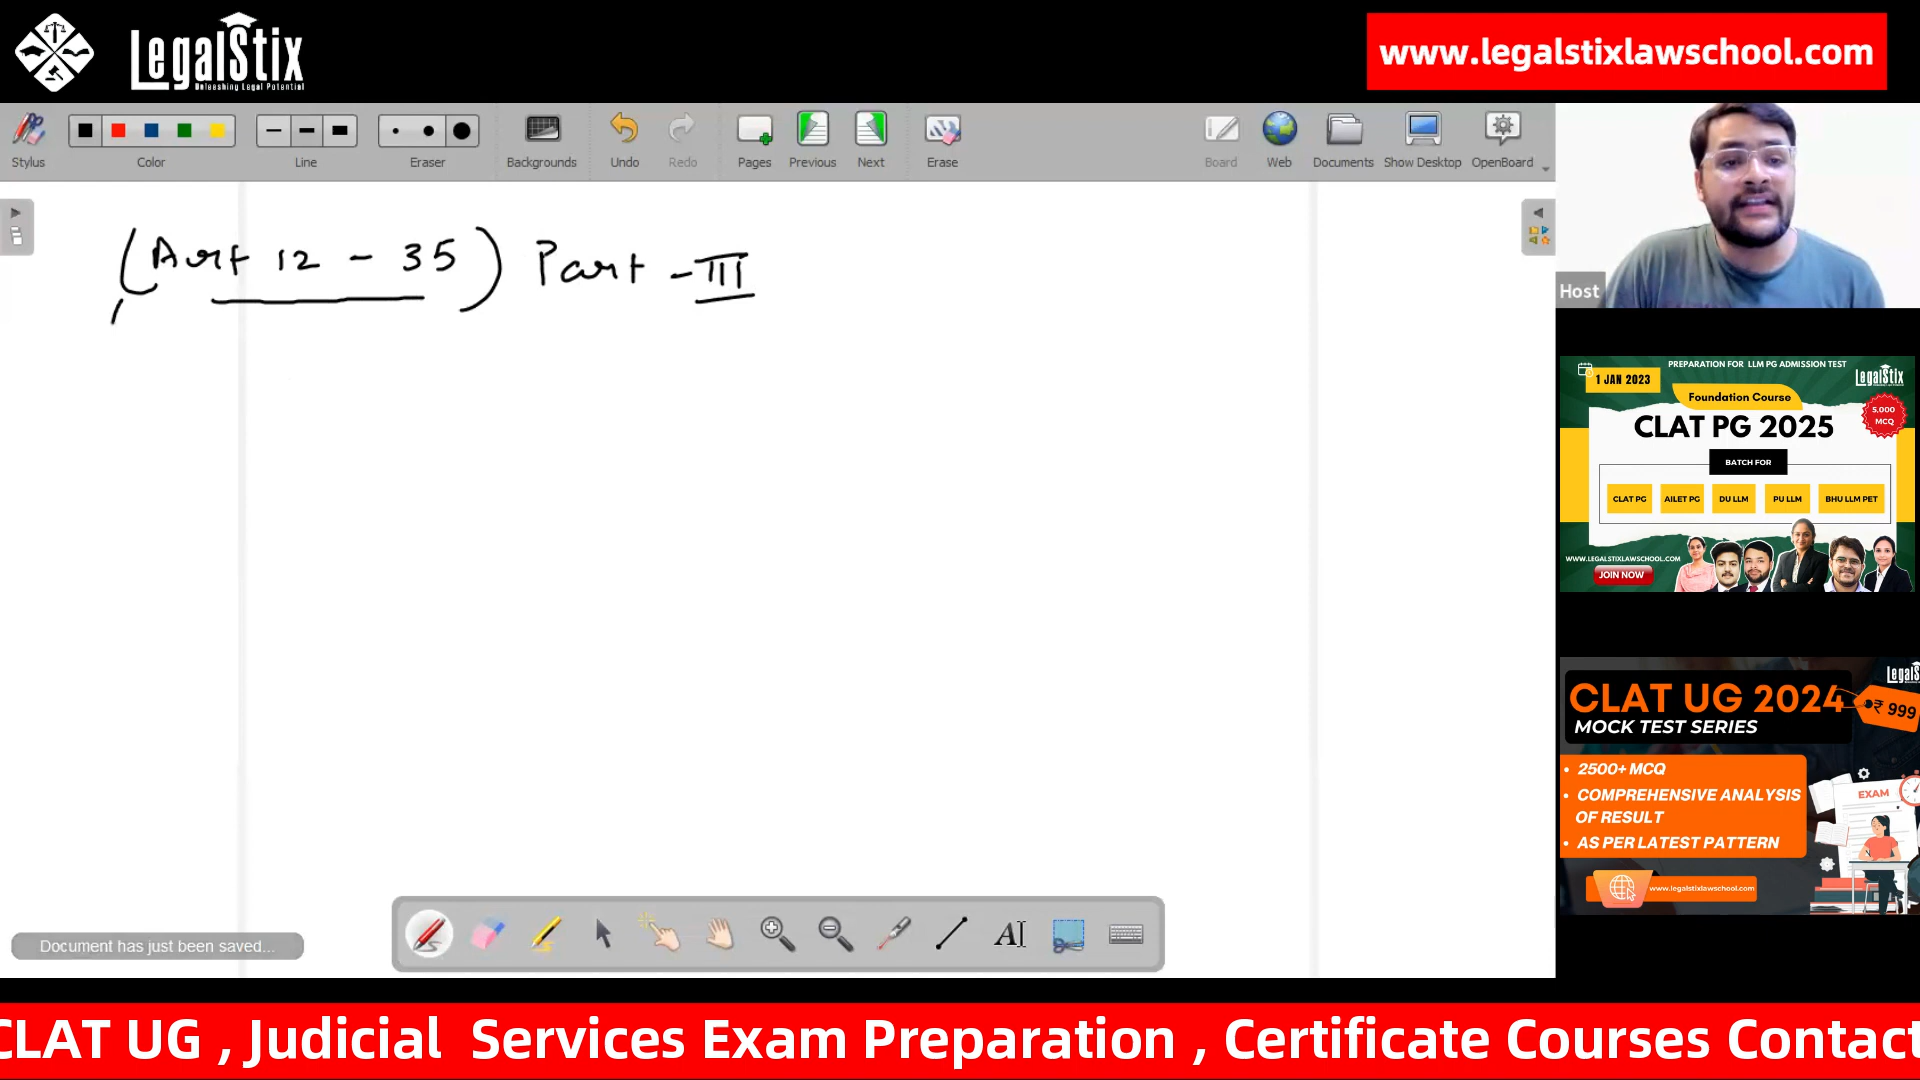 LegalStix
Unleashing Legal Potential
www.legalstixlawschool.com
Stylus
Color
Line
Eraser
Backgrounds
Undo
Redo
Pages
Previous
Next
Erase
Board
Web
Documents
Show Desktop
OpenBoard
(Art 12 - 35) Part - III
Host
PREPARATION FOR LLM PG ADMISSION TEST
1 JAN 2023
LegalStix
Foundation Course
CLAT PG 2025
5,000
MCQ
BATCH FOR
CLAT PG
AILET PG
DU LLM
PU LLM
BHU LLM PET
WWW.LEGALSTIXLAWSCHOOL.COM
JOIN NOW
LegalS
CLAT UG 2024
₹ 999
MOCK TEST SERIES
• 2500+ MCQ
• COMPREHENSIVE ANALYSIS
OF RESULT
• AS PER LATEST PATTERN
EXAM
www.legalstixlawschool.com
Document has just been saved...
AI
CLAT UG , Judicial Services Exam Preparation , Certificate Courses Contact